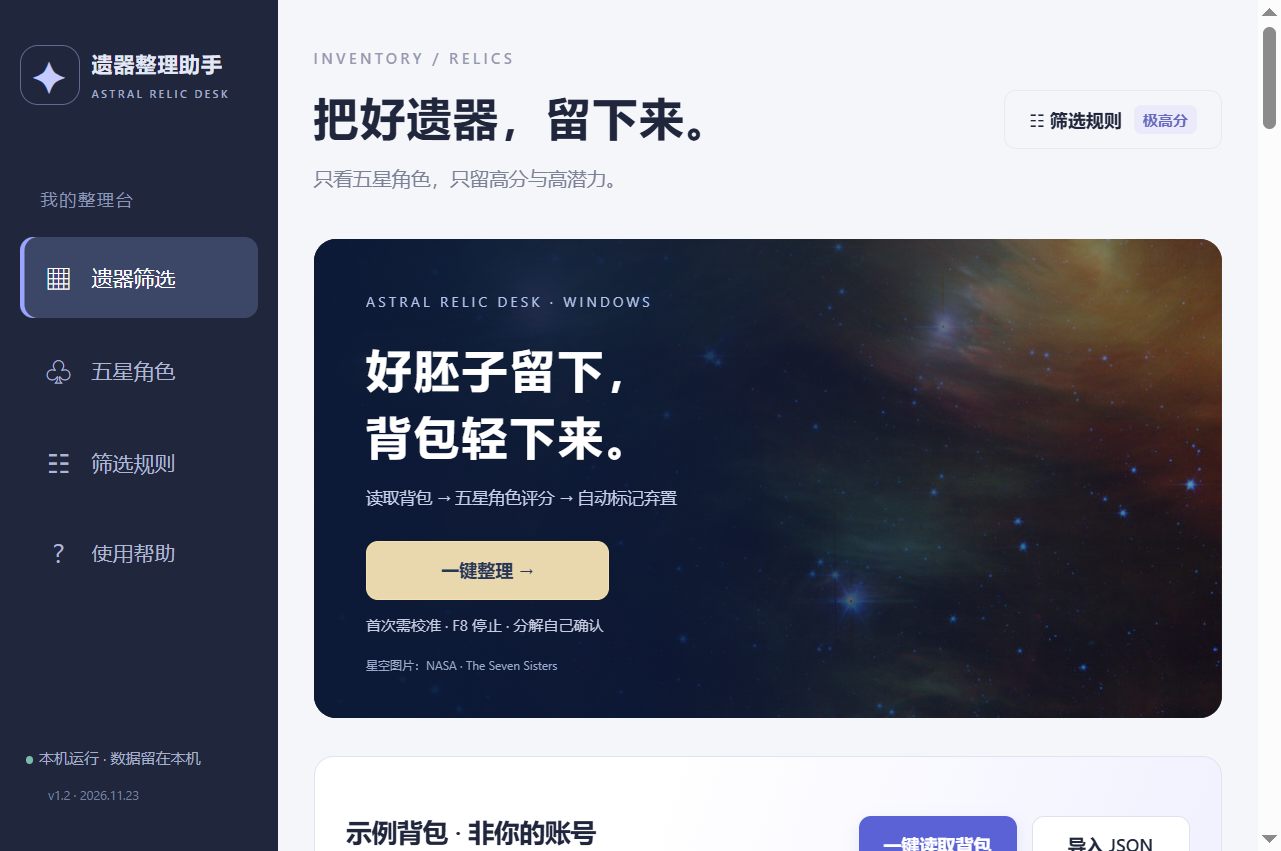 遗器整理助手
ASTRAL RELIC DESK
我的整理台
遗器筛选
五星角色
筛选规则
? 使用帮助
本机运行 · 数据留在本机
v1.2 · 2026.11.23
INVENTORY / RELICS
把好遗器，留下来。
只看五星角色，只留高分与高潜力。
筛选规则 极高分
ASTRAL RELIC DESK · WINDOWS
好胚子留下，
背包轻下来。
读取背包 → 五星角色评分 → 自动标记弃置
一键整理 →
首次需校准 · F8 停止 · 分解自己确认
星空图片：NASA · The Seven Sisters
示例背包 · 非你的账号
一键读取背包
导入 JSON